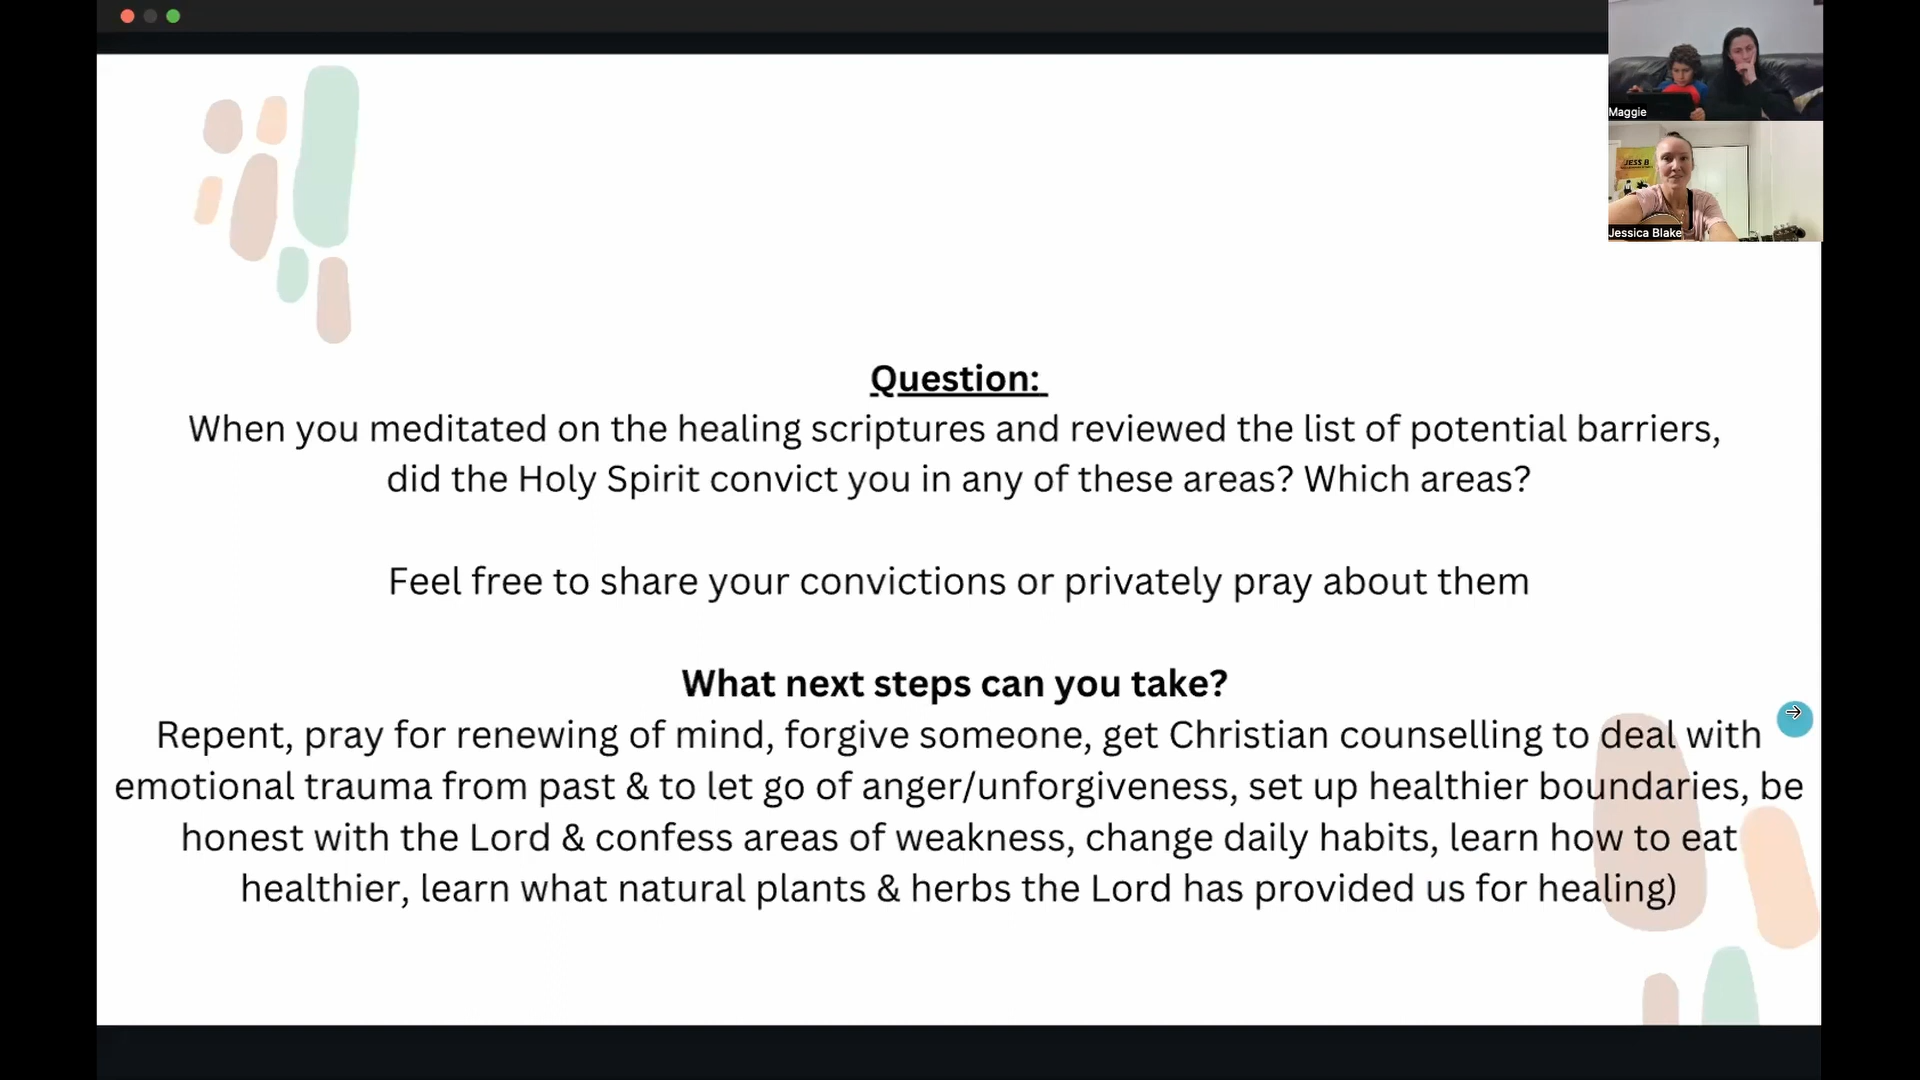 Maggie
JESS B
Jessica Blake
Question:
When you meditated on the healing scriptures and reviewed the list of potential barriers,
did the Holy Spirit convict you in any of these areas? Which areas?
Feel free to share your convictions or privately pray about them
What next steps can you take?
Repent, pray for renewing of mind, forgive someone, get Christian counselling to deal with
emotional trauma from past & to let go of anger/unforgiveness, set up healthier boundaries, be
honest with the Lord & confess areas of weakness, change daily habits, learn how to eat
healthier, learn what natural plants & herbs the Lord has provided us for healing)